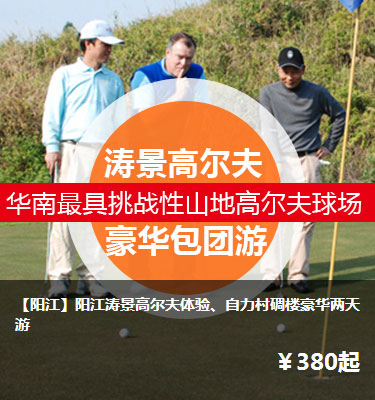 涛景高尔夫
华南最具挑战性山地高尔夫球场
豪华包团游
【阳江】阳江涛景高尔夫体验、自力村碉楼豪华两天
游
￥380起